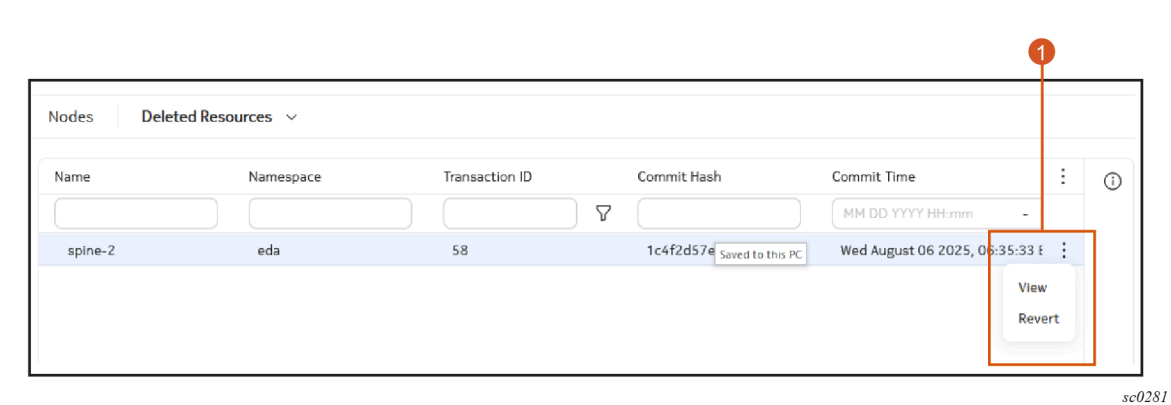 1
Nodes Deleted Resources
Name Namespace Transaction ID Commit Hash Commit Time
MM DD YYYY HH:mm -
spine-2 eda 58 1c4f2d57e Saved to this PC Wed August 06 2025, 06:35:33 E
View
Revert
sc0281